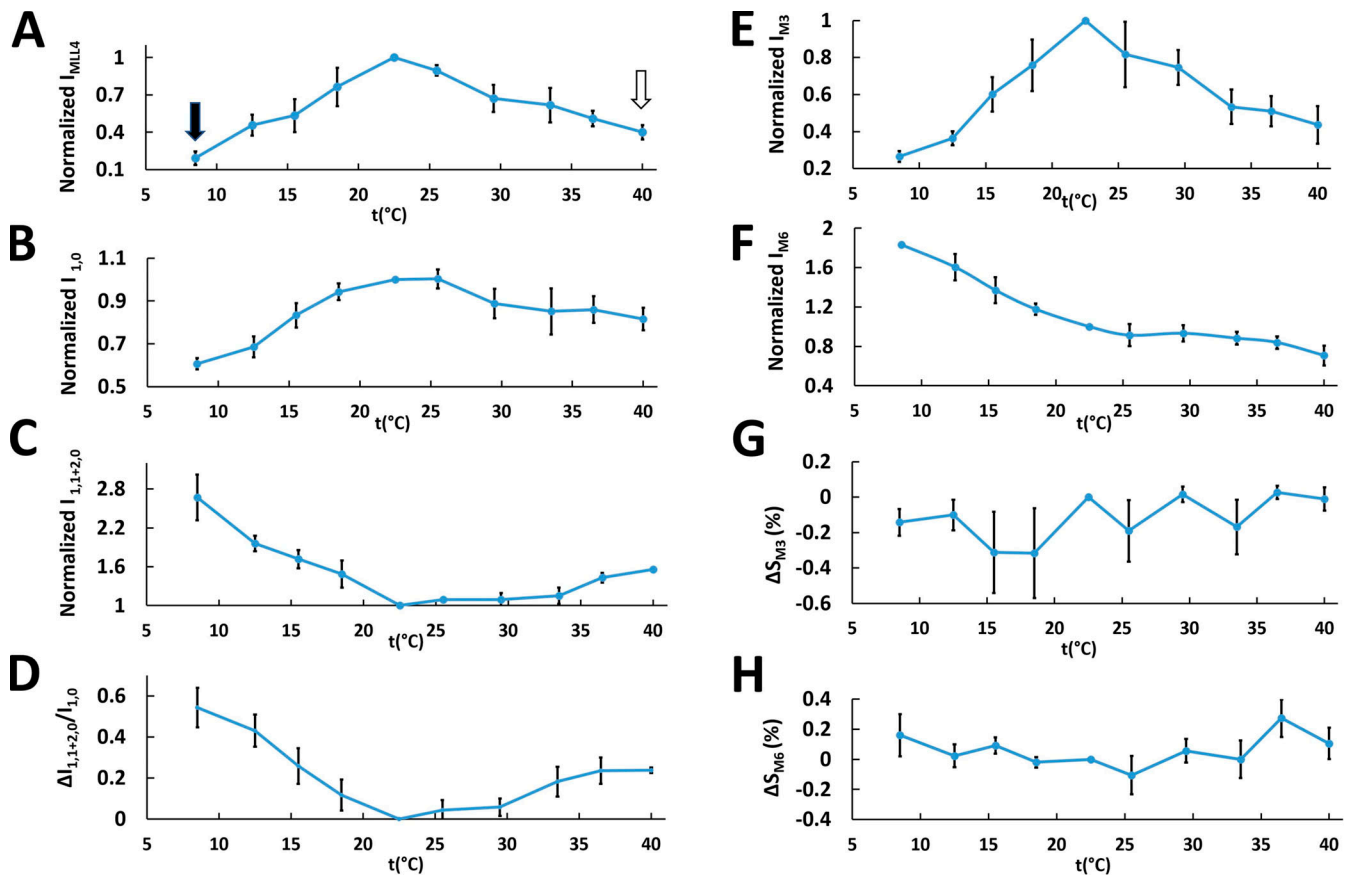 A
Normalized I_MLL4
1
0.7
0.4
0.1
5 10 15 20 25 30 35 40
t(°C)
B
Normalized I_1,0
1.1
0.9
0.7
0.5
5 10 15 20 25 30 35 40
t(°C)
C
Normalized I_1,1+2,0
2.8
2.2
1.6
1
5 10 15 20 25 30 35 40
t(°C)
D
ΔI_1,1+2,0/I_1,0
0.6
0.4
0.2
0
5 10 15 20 25 30 35 40
t(°C)
E
Normalized I_M3
1
0.8
0.6
0.4
0.2
5 10 15 20 25 30 35 40
t(°C)
F
Normalized I_M6
2
1.6
1.2
0.8
0.4
5 10 15 20 25 30 35 40
t(°C)
G
ΔS_M3 (%)
0.2
0
-0.2
-0.4
-0.6
5 10 15 20 25 30 35 40
t(°C)
H
ΔS_M6 (%)
0.4
0.2
0
-0.2
-0.4
5 10 15 20 25 30 35 40
t(°C)